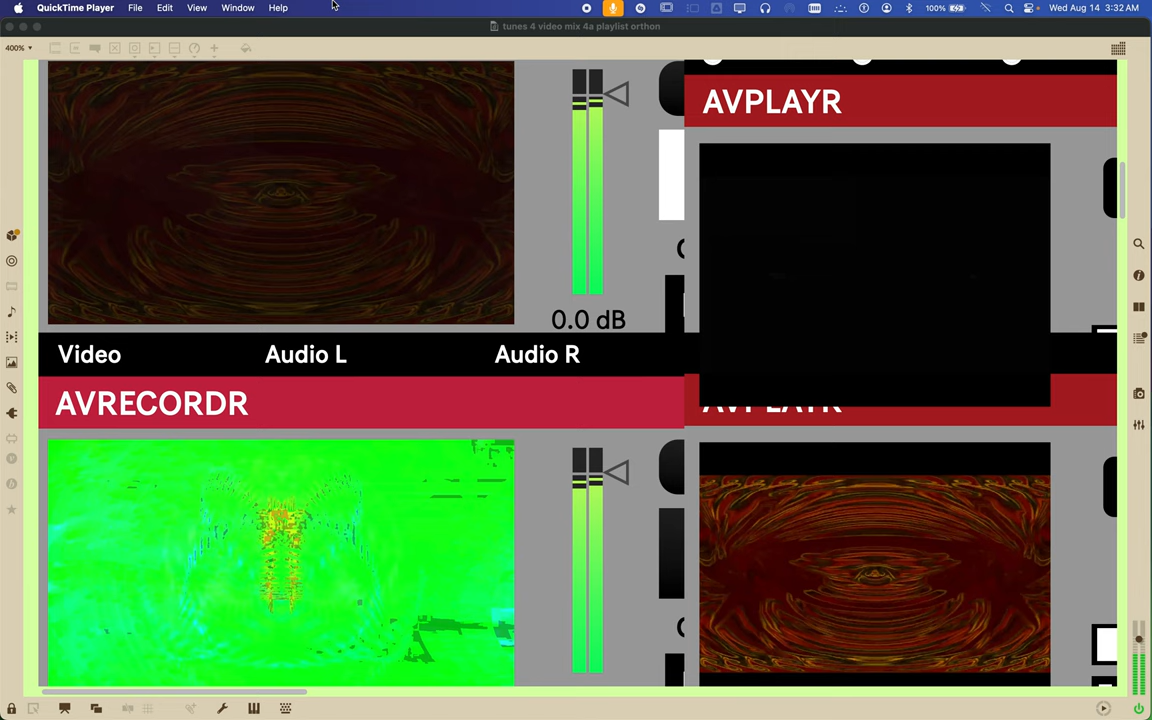 QuickTime Player File Edit View Window Help 100% Wed Aug 14 3:32 AM
tunes 4 video mix 4a playlist orthon
400%
AVPLAYR
0.0 dB
Video Audio L Audio R
AVRECORDR
AVPLAYR